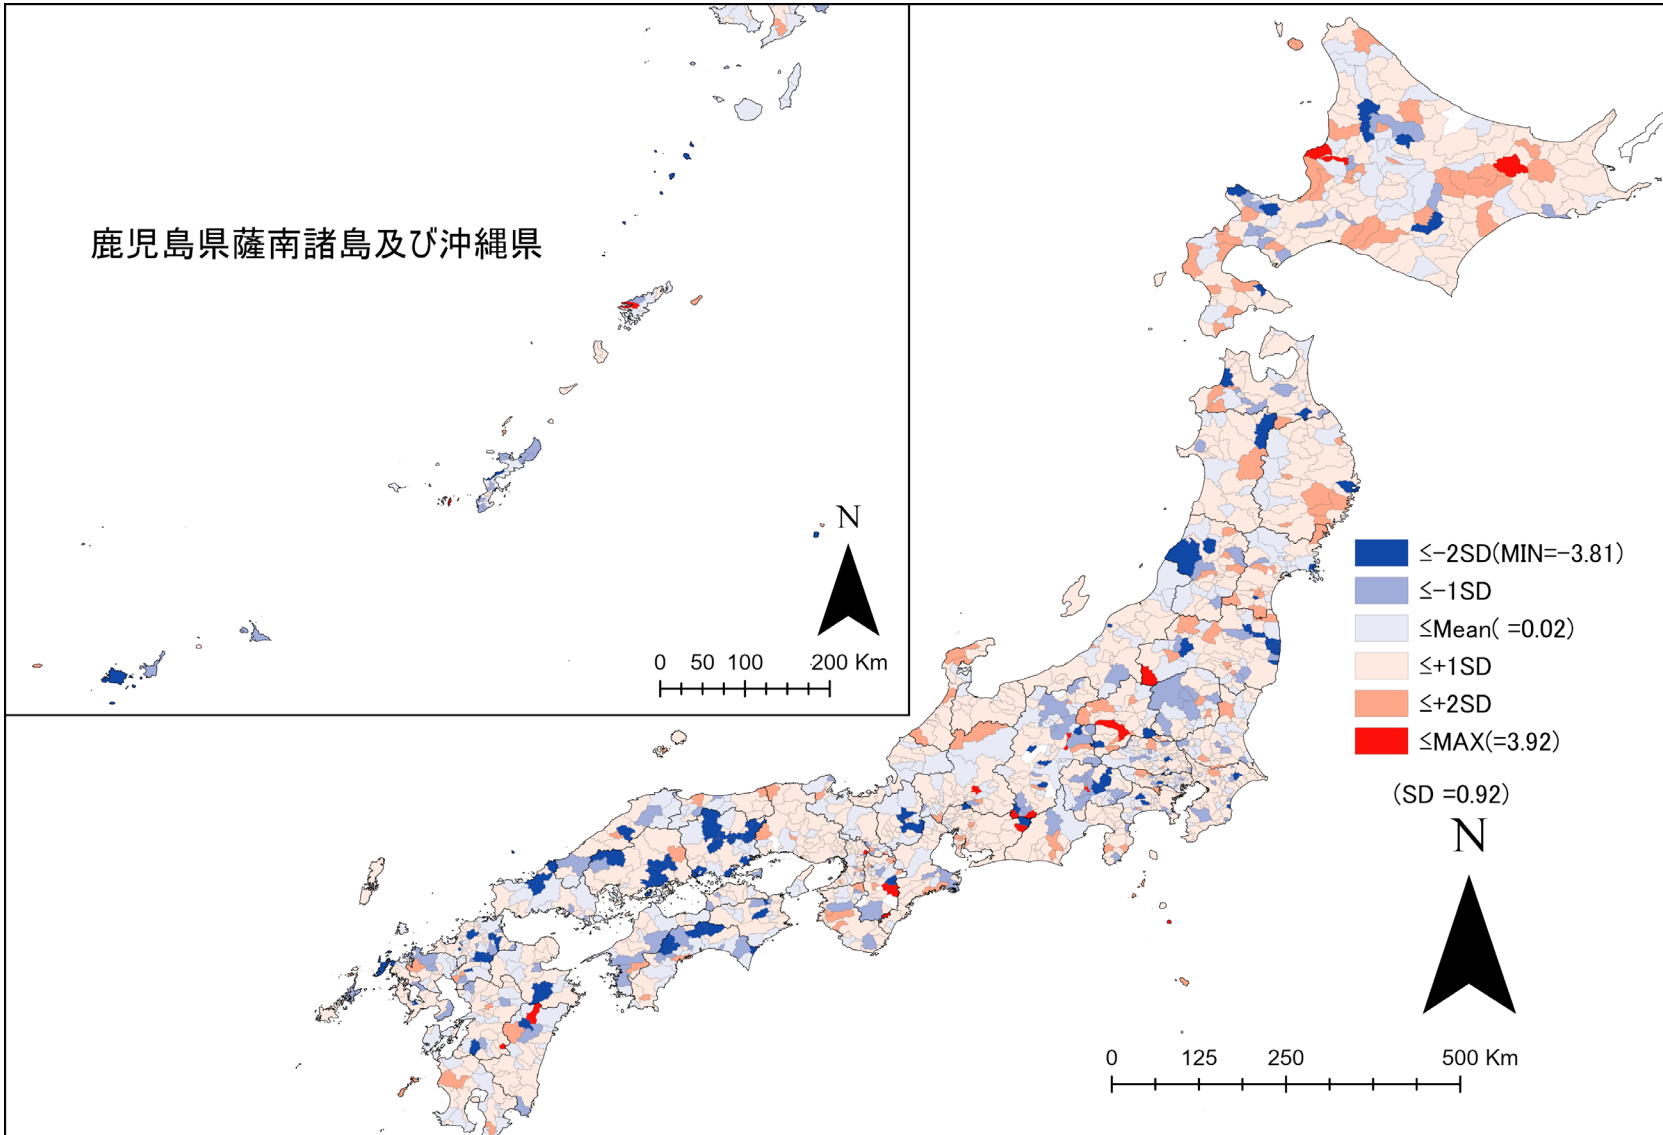 鹿児島県薩南諸島及び沖縄県
N
0 50 100 200 Km
≤-2SD(MIN=-3.81)
≤-1SD
≤Mean( =0.02)
≤+1SD
≤+2SD
≤MAX(=3.92)
(SD =0.92)
N
0 125 250 500 Km